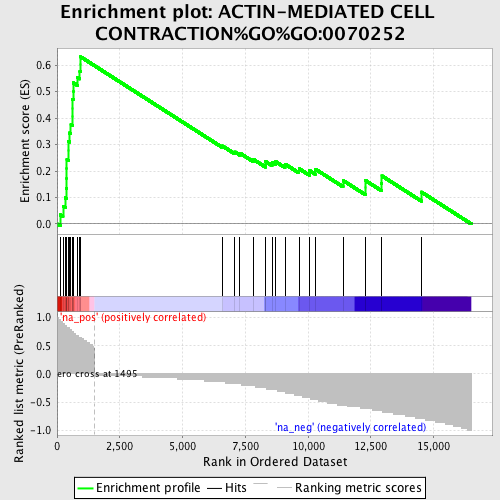 Enrichment plot: ACTIN-MEDIATED CELL
CONTRACTION%GO%GO:0070252
Enrichment score (ES)
0.6
0.5
0.4
0.3
0.2
0.1
0.0
'na_pos' (positively correlated)
Ranked list metric (PreRanked)
1.0
0.5
0.0
-0.5
-1.0
ero cross at 1495
'na_neg' (negatively correlated)
0
2,500
5,000
7,500
10,000
12,500
15,000
Rank in Ordered Dataset
Enrichment profile
Hits
Ranking metric scores